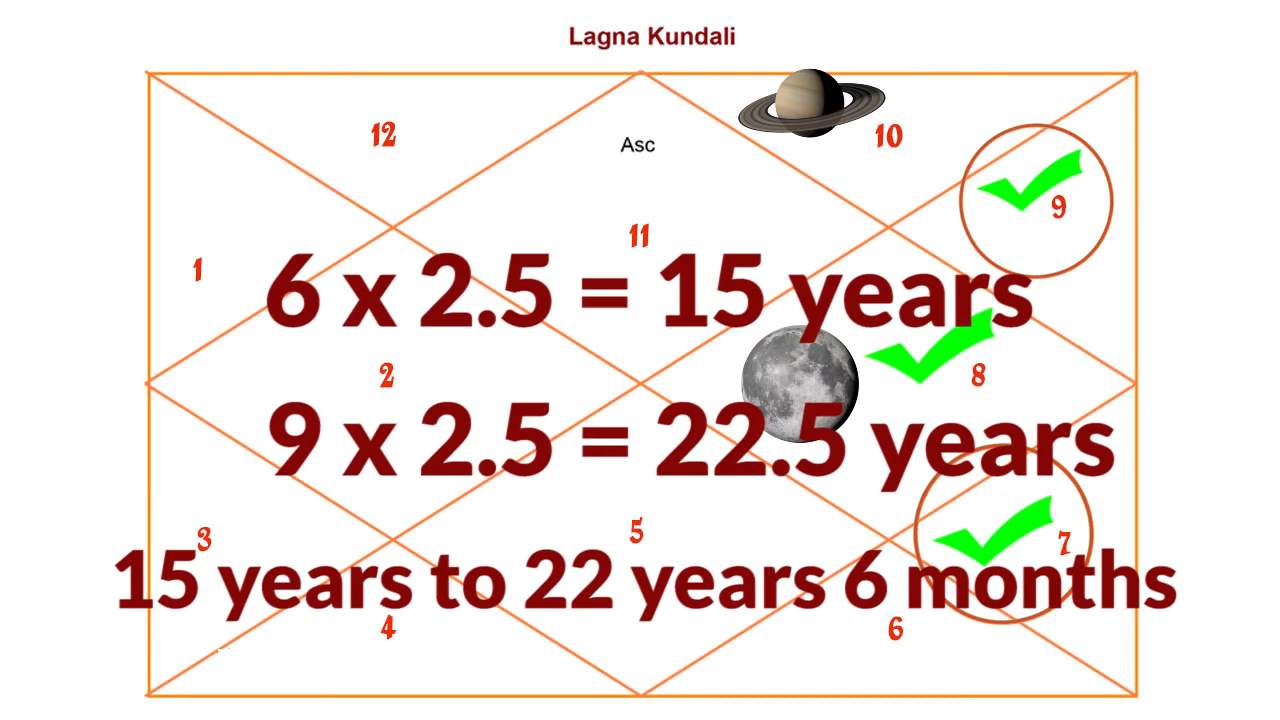 Lagna Kundali
12
10
Asc
9
11
1
6 x 2.5 = 15 years
2
8
9 x 2.5 = 22.5 years
3
5
7
15 years to 22 years 6 months
4
6